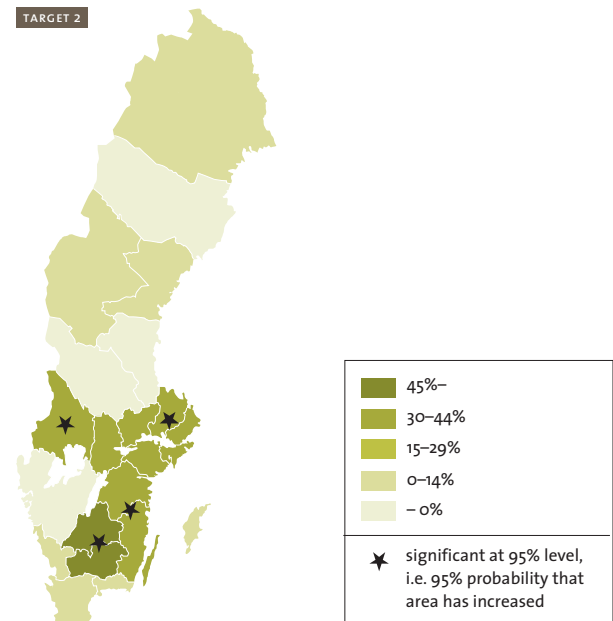 TARGET 2
45%–
30–44%
15–29%
0–14%
– 0%
significant at 95% level,
i.e. 95% probability that
area has increased